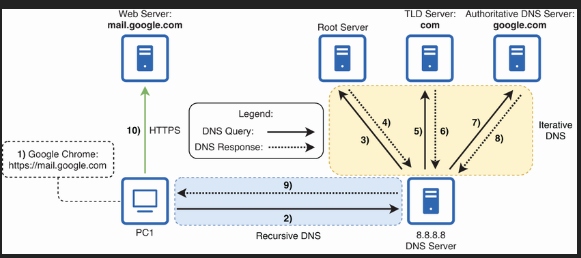 Web Server:
mail.google.com
Root Server
TLD Server:
com
Authoritative DNS Server:
google.com
Legend:
DNS Query:
DNS Response:
10)
HTTPS
1) Google Chrome:
https://mail.google.com
3)
4)
5)
6)
7)
8)
Iterative
DNS
9)
2)
PC1
Recursive DNS
8.8.8.8
DNS Server